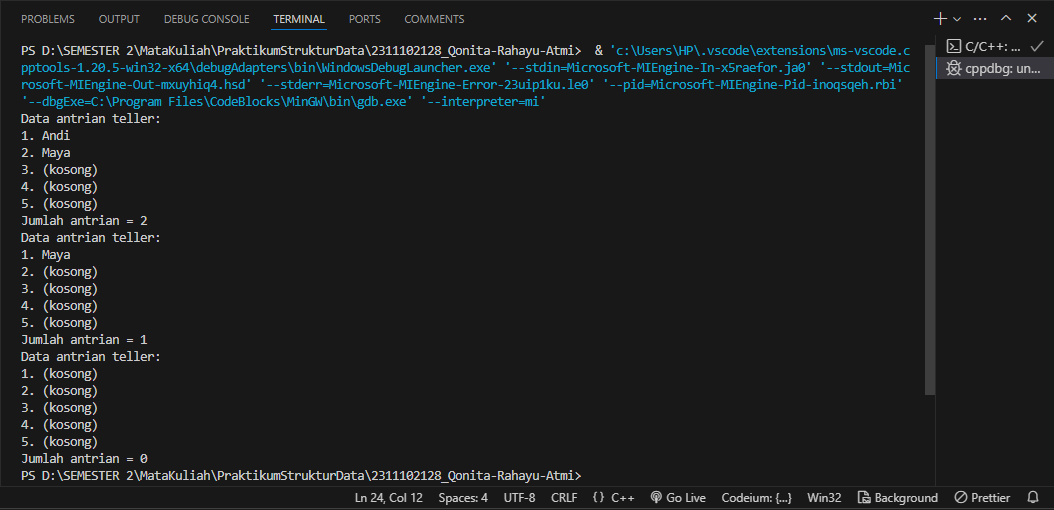 PROBLEMS OUTPUT DEBUG CONSOLE TERMINAL PORTS COMMENTS
PS D:\SEMESTER 2\MataKuliah\PraktikumStrukturData\2311102128_Qonita-Rahayu-Atmi>  & 'c:\Users\HP\.vscode\extensions\ms-vscode.c
pptools-1.20.5-win32-x64\debugAdapters\bin\WindowsDebugLauncher.exe' '--stdin=Microsoft-MIEngine-In-x5raefor.ja0' '--stdout=Mic
rosoft-MIEngine-Out-mxuyhiq4.hsd' '--stderr=Microsoft-MIEngine-Error-23uip1ku.le0' '--pid=Microsoft-MIEngine-Pid-inoqsqeh.rbi'
'--dbgExe=C:\Program Files\CodeBlocks\MinGW\bin\gdb.exe' '--interpreter=mi'
Data antrian teller:
1. Andi
2. Maya
3. (kosong)
4. (kosong)
5. (kosong)
Jumlah antrian = 2
Data antrian teller:
1. Maya
2. (kosong)
3. (kosong)
4. (kosong)
5. (kosong)
Jumlah antrian = 1
Data antrian teller:
1. (kosong)
2. (kosong)
3. (kosong)
4. (kosong)
5. (kosong)
Jumlah antrian = 0
PS D:\SEMESTER 2\MataKuliah\PraktikumStrukturData\2311102128_Qonita-Rahayu-Atmi>
C/C++: ...
cppdbg: un...
Ln 24, Col 12 Spaces: 4 UTF-8 CRLF {} C++ Go Live Codeium: {...} Win32 Background Prettier